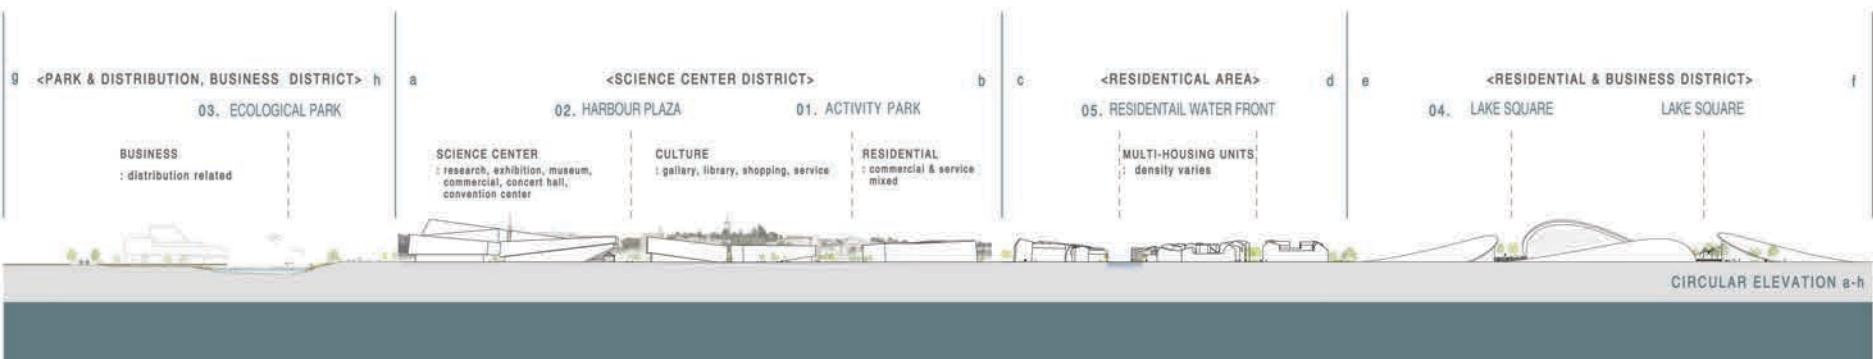 g <PARK & DISTRIBUTION, BUSINESS DISTRICT> h
03. ECOLOGICAL PARK
BUSINESS
: distribution related
a <SCIENCE CENTER DISTRICT> b
02. HARBOUR PLAZA
01. ACTIVITY PARK
SCIENCE CENTER
: research, exhibition, museum,
commercial, concert hall,
convention center
CULTURE
: gallary, library, shopping, service
RESIDENTIAL
: commercial & service
mixed
c <RESIDENTICAL AREA> d
05. RESIDENTAIL WATER FRONT
MULTI-HOUSING UNITS
: density varies
e <RESIDENTIAL & BUSINESS DISTRICT> f
04. LAKE SQUARE
LAKE SQUARE
CIRCULAR ELEVATION a-h